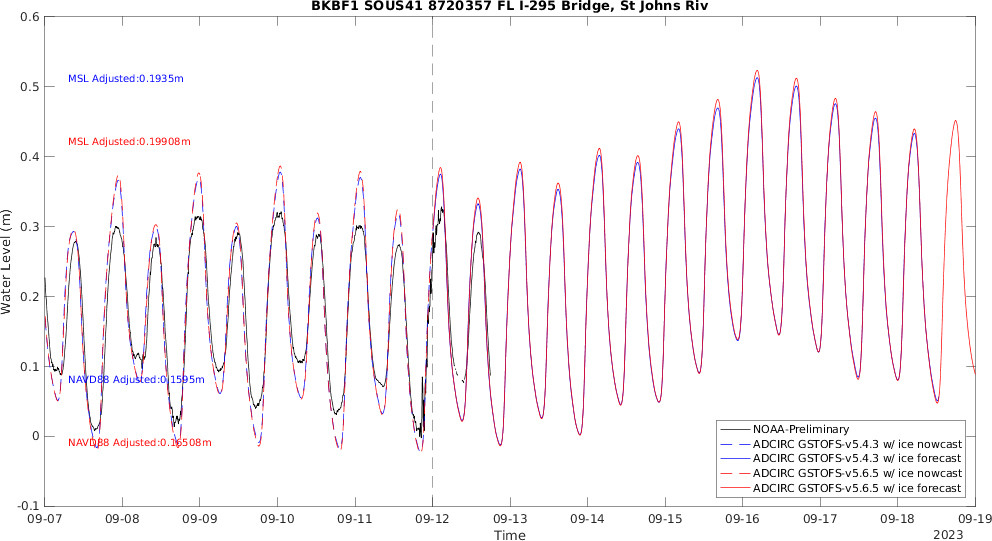 BKBF1 SOUS41 8720357 FL I-295 Bridge, St Johns Riv
0.6
0.5
0.4
0.3
0.2
0.1
0
-0.1
Water Level (m)
MSL Adjusted:0.1935m
MSL Adjusted:0.19908m
NAVD88 Adjusted:0.1595m
NAVD88 Adjusted:0.16508m
NOAA-Preliminary
ADCIRC GSTOFS-v5.4.3 w/ ice nowcast
ADCIRC GSTOFS-v5.4.3 w/ ice forecast
ADCIRC GSTOFS-v5.6.5 w/ ice nowcast
ADCIRC GSTOFS-v5.6.5 w/ ice forecast
09-07 09-08 09-09 09-10 09-11 09-12 09-13 09-14 09-15 09-16 09-17 09-18 09-19
Time
2023